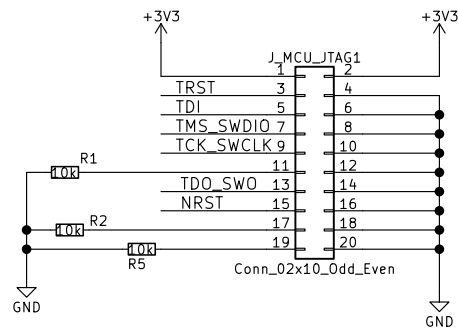 +3V3 +3V3
J_MCU_JTAG1
1 2
TRST 3 4
TDI 5 6
TMS_SWDIO 7 8
TCK_SWCLK 9 10
R1
10k 11 12
TDO_SWO 13 14
NRST 15 16
R2
10k 17 18
10k 19 20
R5
Conn_02x10_Odd_Even
GND GND